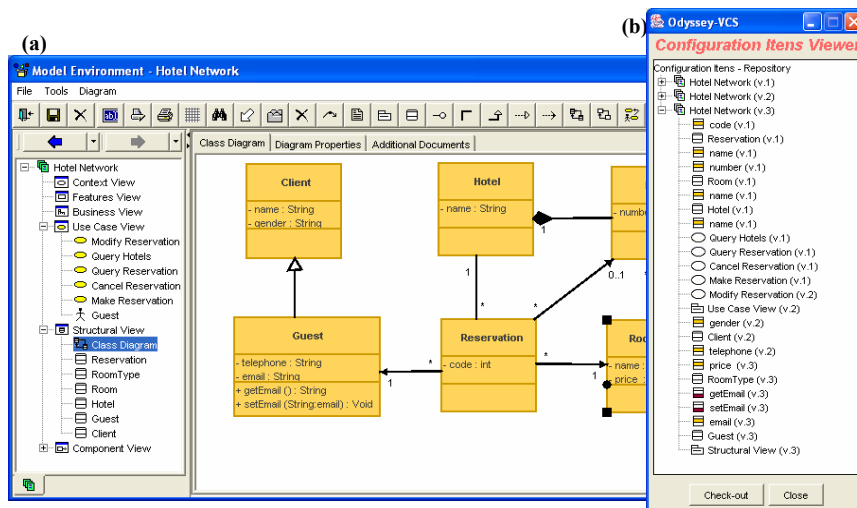 (a)
Model Environment - Hotel Network
File Tools Diagram
Class Diagram Diagram Properties Additional Documents
Hotel Network
Context View
Features View
Business View
Use Case View
Modify Reservation
Query Hotels
Query Reservation
Cancel Reservation
Make Reservation
Guest
Structural View
Class Diagram
Reservation
RoomType
Room
Hotel
Guest
Client
Component View
Client
- name : String
- gender : String
Hotel
- name : String
- numbe
1
1
*
*
0..1
*
Guest
- telephone : String
- email : String
+ getEmail () : String
+ setEmail (String:email) : Void
*
1
Reservation
- code : int
*
1
Roo
- name :
- price :
(b)
Odyssey-VCS
Configuration Itens Viewer
Configuration Itens - Repository
Hotel Network (v.1)
Hotel Network (v.2)
Hotel Network (v.3)
code (v.1)
Reservation (v.1)
name (v.1)
number (v.1)
Room (v.1)
name (v.1)
Hotel (v.1)
name (v.1)
Query Hotels (v.1)
Query Reservation (v.1)
Cancel Reservation (v.1)
Make Reservation (v.1)
Modify Reservation (v.2)
Use Case View (v.2)
gender (v.2)
Client (v.2)
telephone (v.2)
price (v.3)
RoomType (v.3)
getEmail (v.3)
setEmail (v.3)
email (v.3)
Guest (v.3)
Structural View (v.3)
Check-out Close